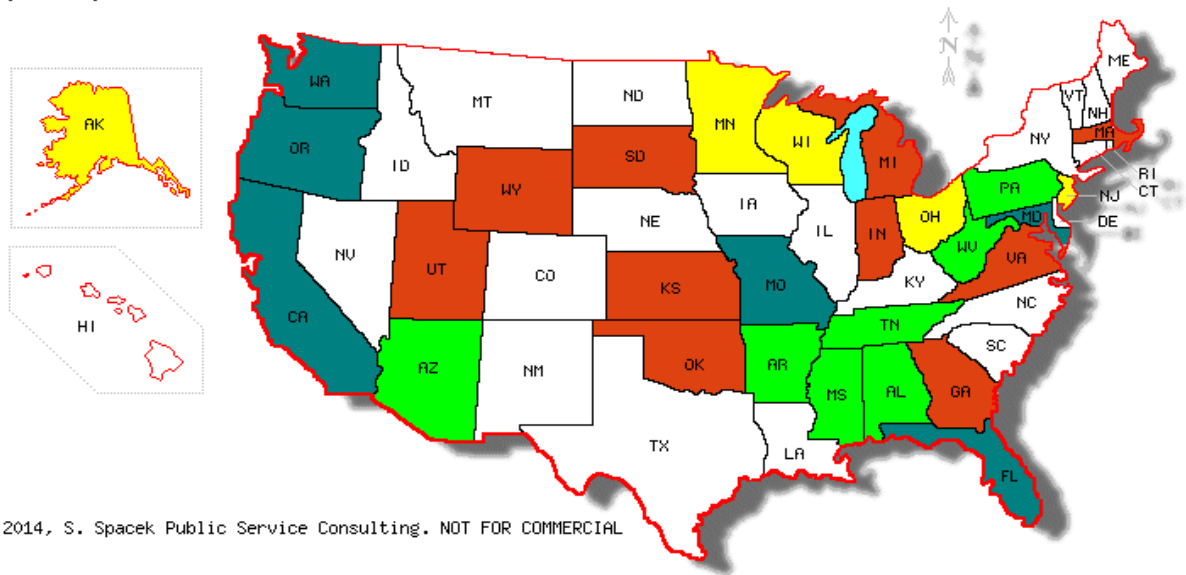 N
ME
WA
MT
ND
VT
NH
AK
MN
MA
OR
WI
NY
ID
SD
MI
RI
WY
PA
CT
NJ
IA
OH
MD
DE
NE
IL
IN
WV
NV
UT
CO
VA
KS
MO
KY
CA
NC
HI
TN
SC
AZ
NM
OK
AR
MS
AL
GA
TX
LA
FL
2014, S. Spacek Public Service Consulting. NOT FOR COMMERCIAL